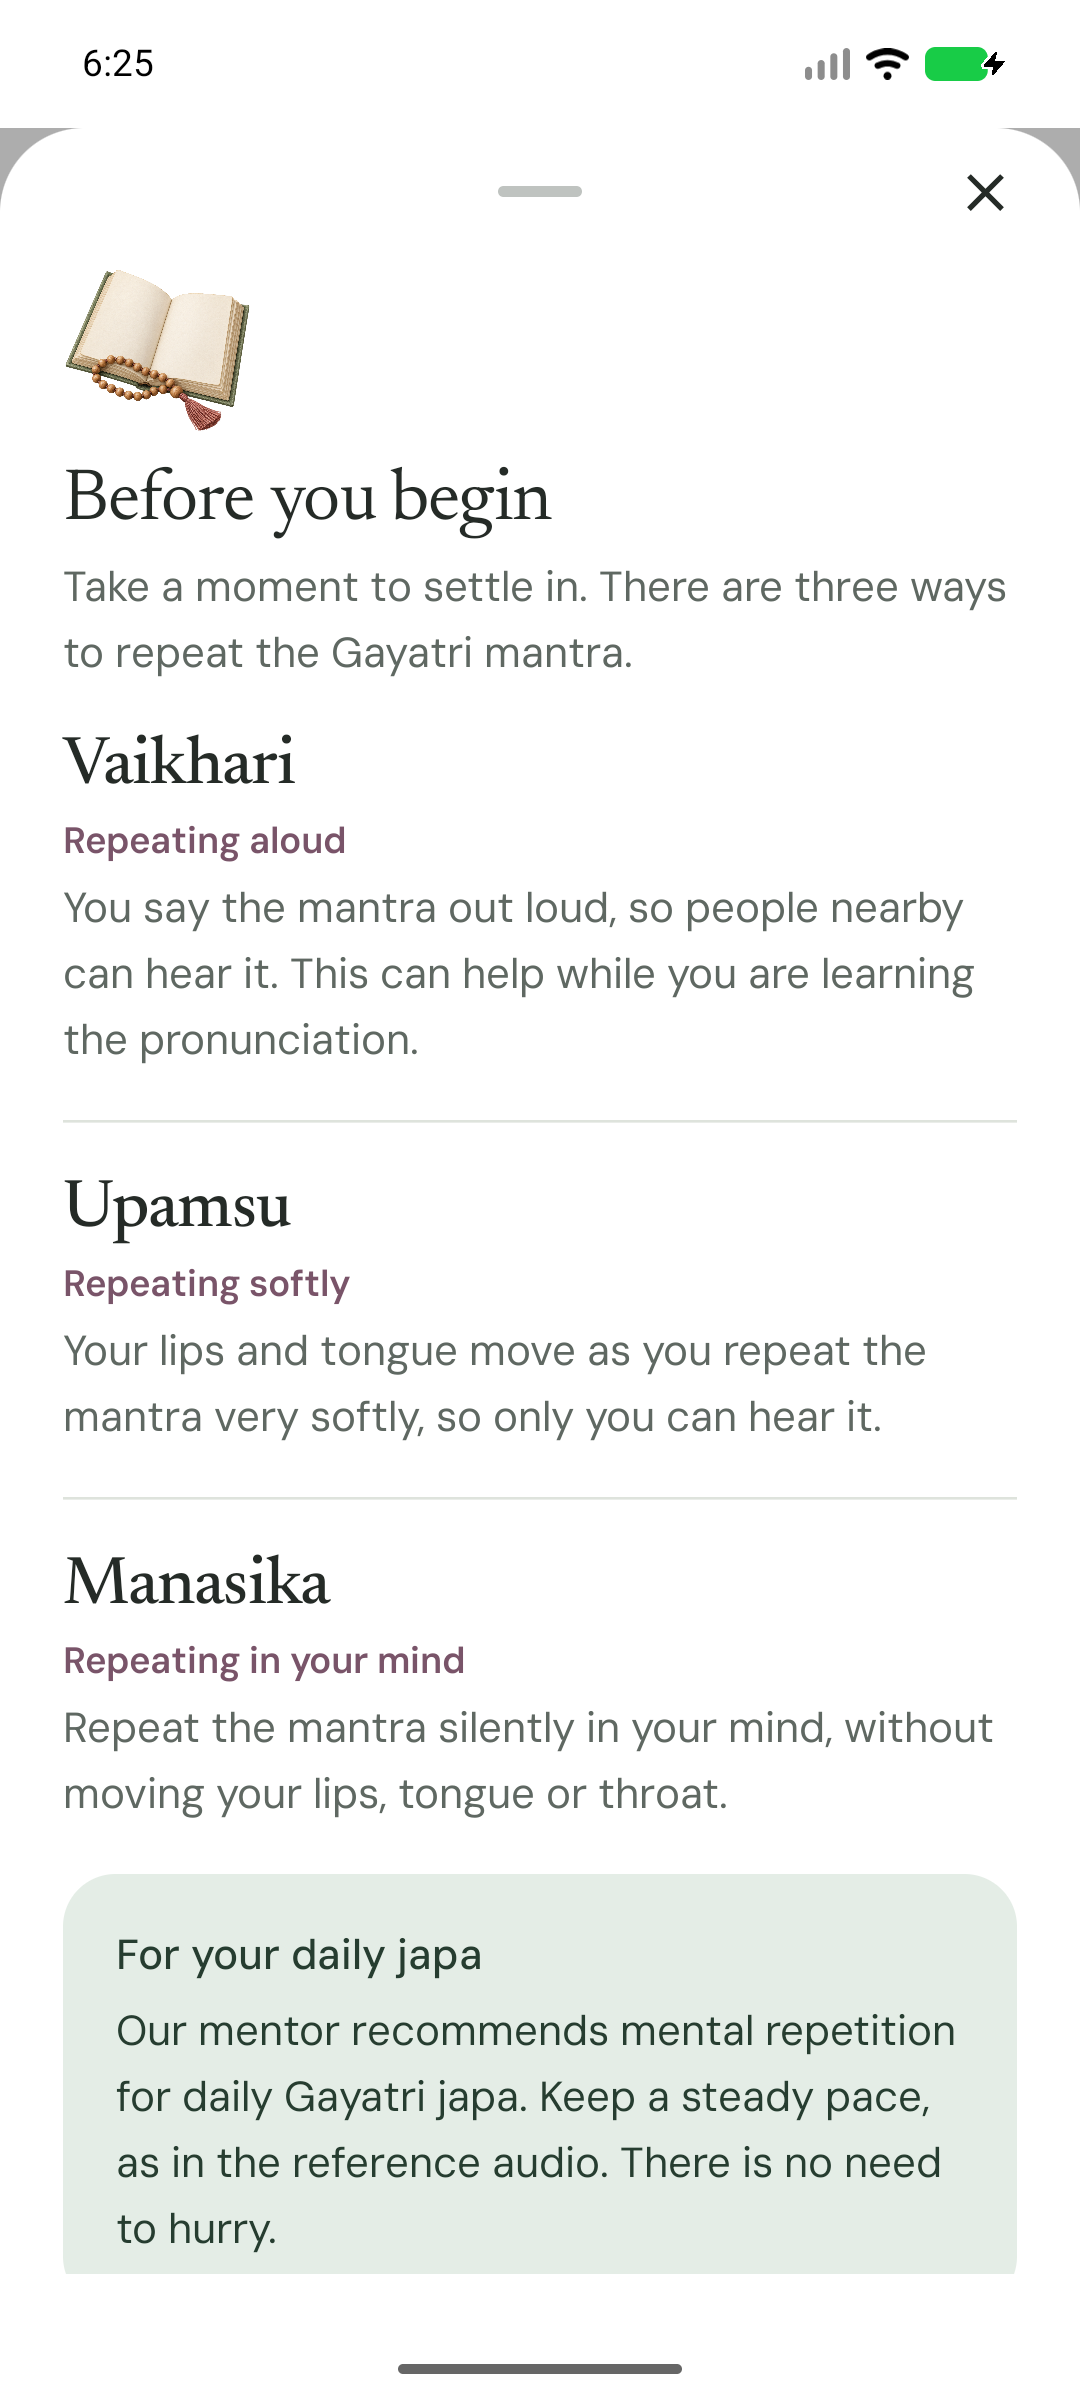 6:25
Before you begin
Take a moment to settle in. There are three ways
to repeat the Gayatri mantra.
Vaikhari
Repeating aloud
You say the mantra out loud, so people nearby
can hear it. This can help while you are learning
the pronunciation.
Upamsu
Repeating softly
Your lips and tongue move as you repeat the
mantra very softly, so only you can hear it.
Manasika
Repeating in your mind
Repeat the mantra silently in your mind, without
moving your lips, tongue or throat.
For your daily japa
Our mentor recommends mental repetition
for daily Gayatri japa. Keep a steady pace,
as in the reference audio. There is no need
to hurry.